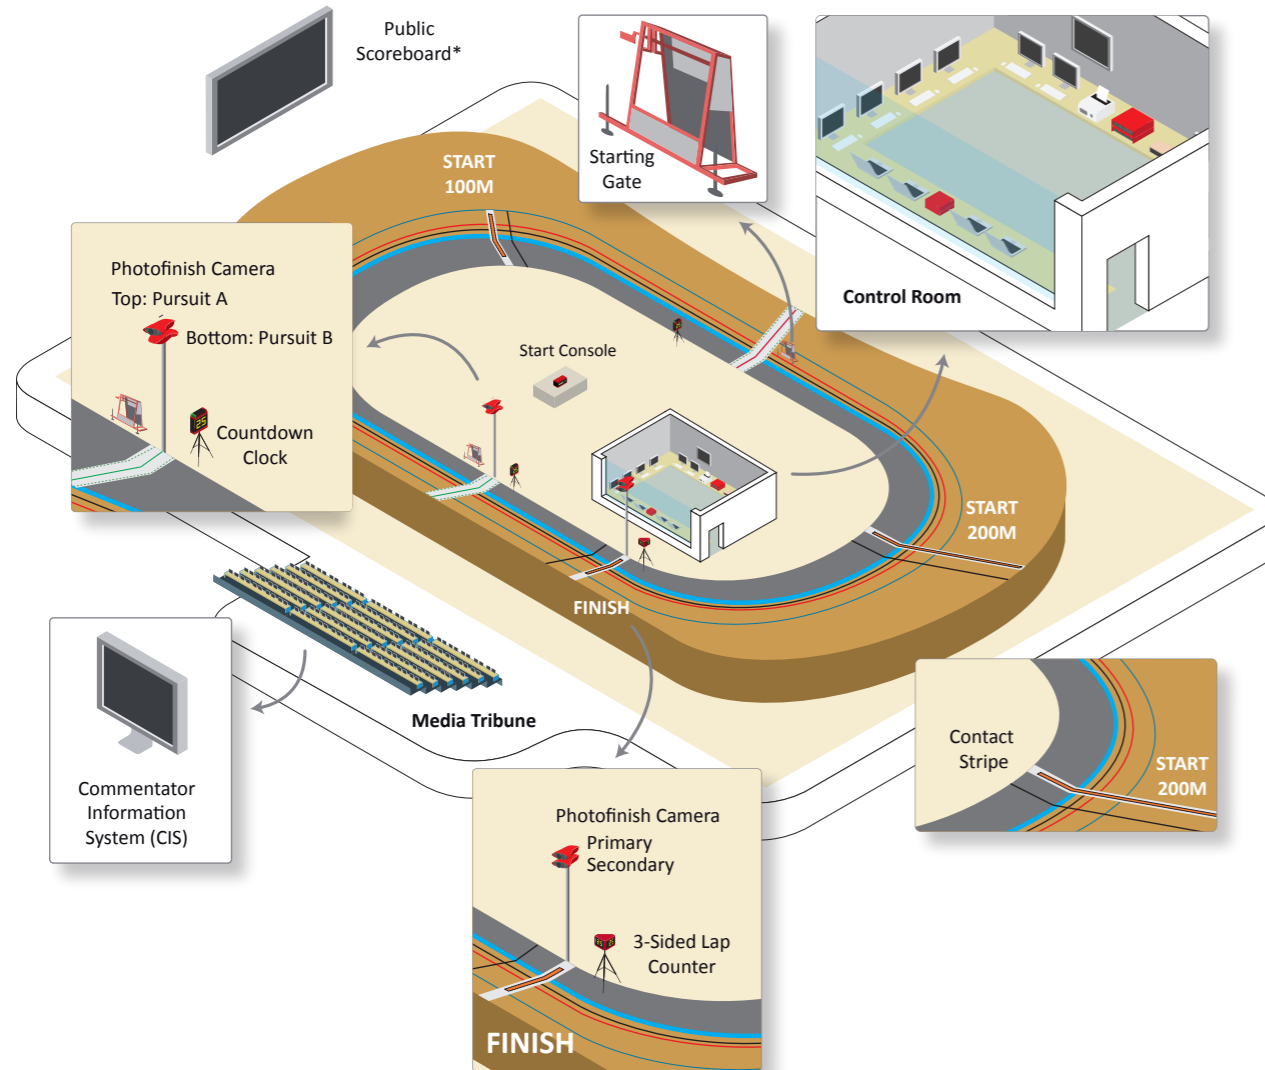 Public
Scoreboard*
Starting
Gate
START
100M
Control Room
Photofinish Camera
Top: Pursuit A
Bottom: Pursuit B
25
Countdown
Clock
Start Console
START
200M
FINISH
Media Tribune
Commentator
Information
System (CIS)
Contact
Stripe
START
200M
Photofinish Camera
Primary
Secondary
3-Sided Lap
Counter
FINISH